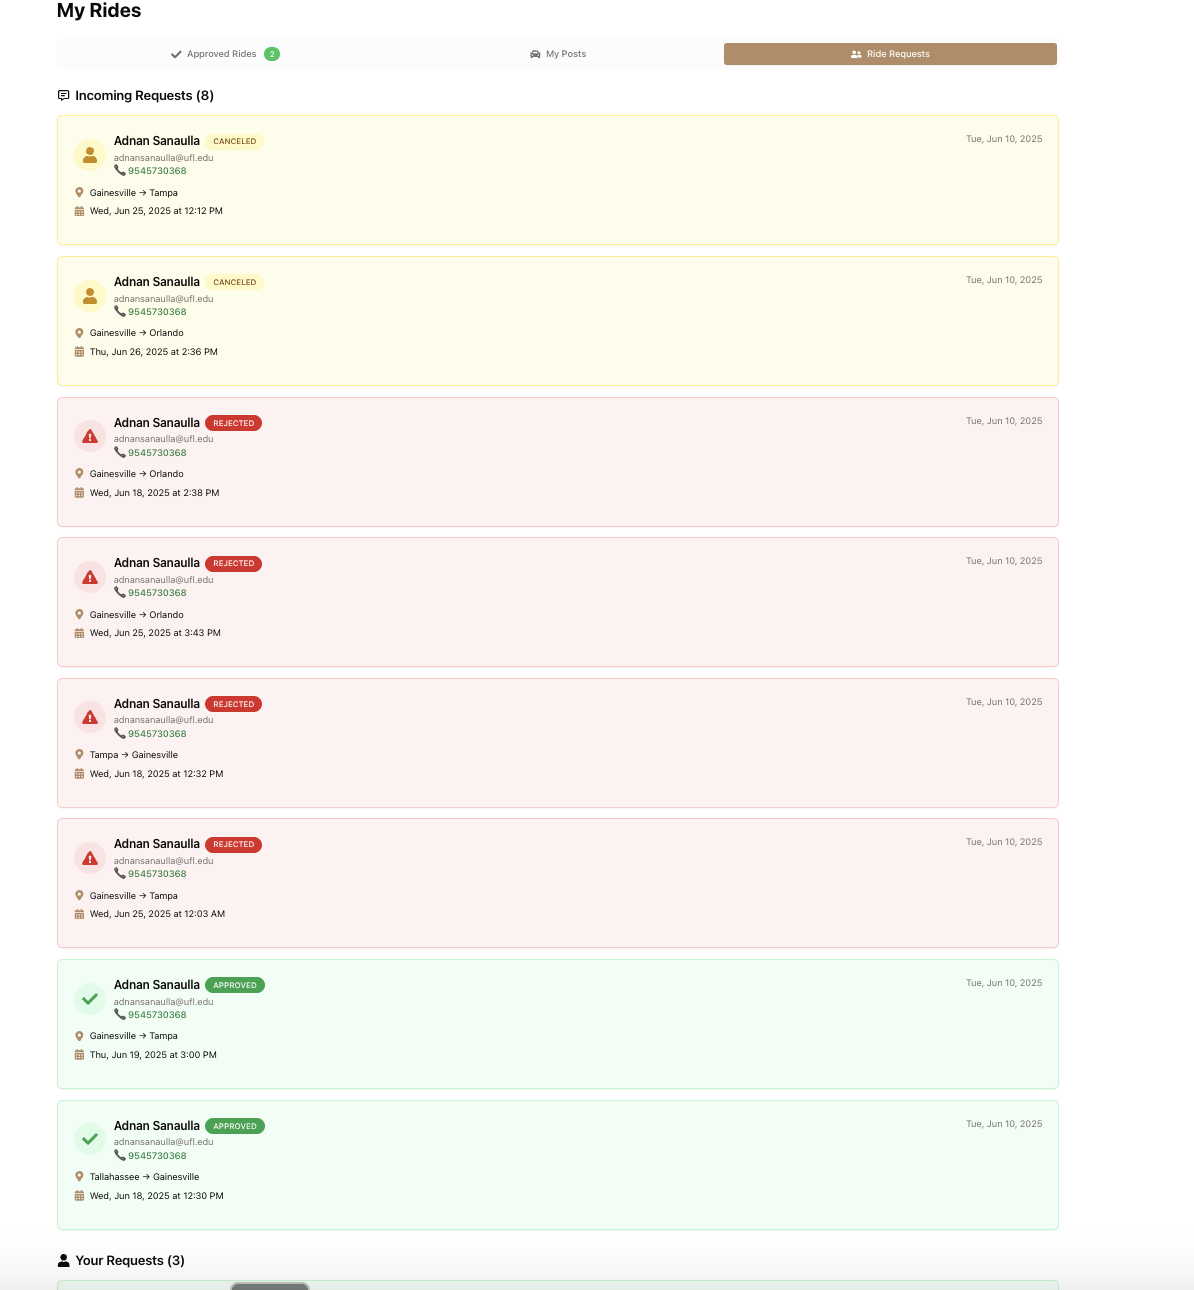 My Rides
Approved Rides 2
My Posts
Ride Requests
Incoming Requests (8)
Adnan Sanaulla CANCELED
Tue, Jun 10, 2025
adnansanaulla@ufl.edu
9545730368
Gainesville → Tampa
Wed, Jun 25, 2025 at 12:12 PM
Adnan Sanaulla CANCELED
Tue, Jun 10, 2025
adnansanaulla@ufl.edu
9545730368
Gainesville → Orlando
Thu, Jun 26, 2025 at 2:36 PM
Adnan Sanaulla REJECTED
Tue, Jun 10, 2025
adnansanaulla@ufl.edu
9545730368
Gainesville → Orlando
Wed, Jun 18, 2025 at 2:38 PM
Adnan Sanaulla REJECTED
Tue, Jun 10, 2025
adnansanaulla@ufl.edu
9545730368
Gainesville → Orlando
Wed, Jun 25, 2025 at 3:43 PM
Adnan Sanaulla REJECTED
Tue, Jun 10, 2025
adnansanaulla@ufl.edu
9545730368
Tampa → Gainesville
Wed, Jun 18, 2025 at 12:32 PM
Adnan Sanaulla REJECTED
Tue, Jun 10, 2025
adnansanaulla@ufl.edu
9545730368
Gainesville → Tampa
Wed, Jun 25, 2025 at 12:03 AM
Adnan Sanaulla APPROVED
Tue, Jun 10, 2025
adnansanaulla@ufl.edu
9545730368
Gainesville → Tampa
Thu, Jun 19, 2025 at 3:00 PM
Adnan Sanaulla APPROVED
Tue, Jun 10, 2025
adnansanaulla@ufl.edu
9545730368
Tallahassee → Gainesville
Wed, Jun 18, 2025 at 12:30 PM
Your Requests (3)